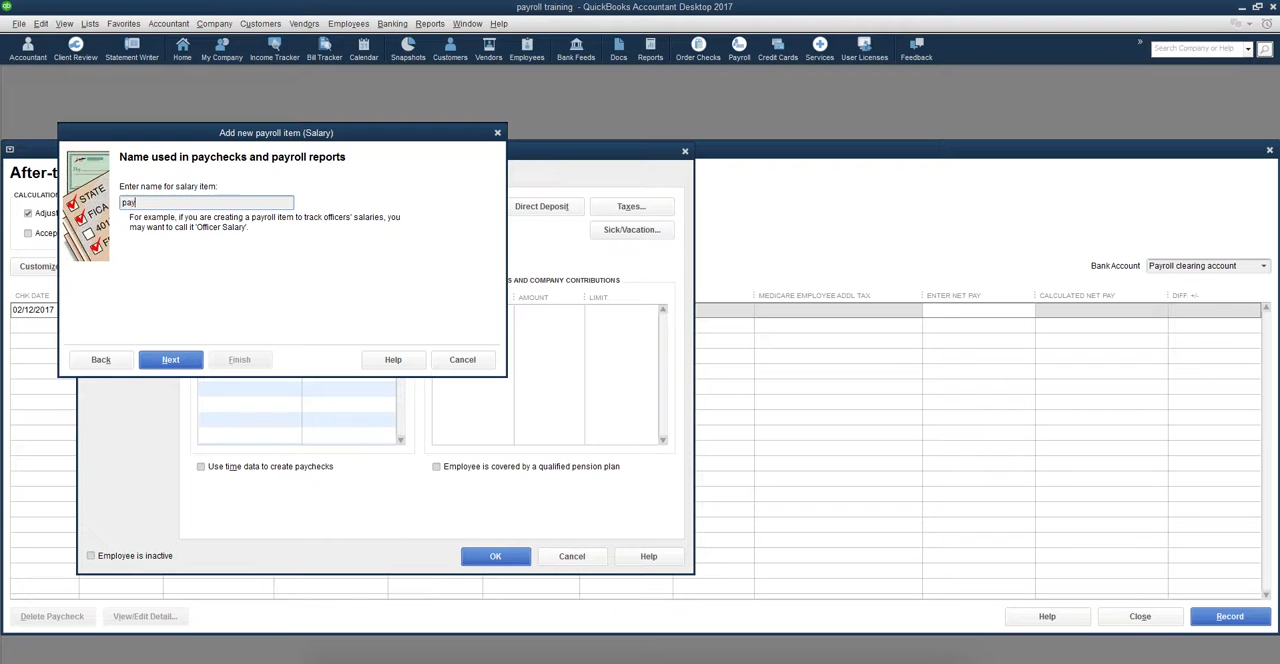 payroll training - QuickBooks Accountant Desktop 2017
File Edit View Lists Favorites Accountant Company Customers Vendors Employees Banking Reports Window Help
Accountant Client Review Statement Writer Home My Company Income Tracker Bill Tracker Calendar Snapshots Customers Vendors Employees Bank Feeds Docs Reports Order Checks Payroll Credit Cards Services User Licenses Feedback
Search Company or Help
Add new payroll item (Salary)
Name used in paychecks and payroll reports
Enter name for salary item:
pay
For example, if you are creating a payroll item to track officers' salaries, you
may want to call it 'Officer Salary'.
STATE
FICA
401
Back Next Finish Help Cancel
After-t
CALCULATION
Adjus
Accep
Customize
CHK DATE
02/12/2017
Direct Deposit Taxes...
Sick/Vacation...
S AND COMPANY CONTRIBUTIONS
AMOUNT LIMIT
Use time data to create paychecks
Employee is covered by a qualified pension plan
Employee is inactive
OK Cancel Help
Bank Account Payroll clearing account
MEDICARE EMPLOYEE ADDL TAX ENTER NET PAY CALCULATED NET PAY DIFF. +/-
Delete Paycheck View/Edit Detail... Help Close Record